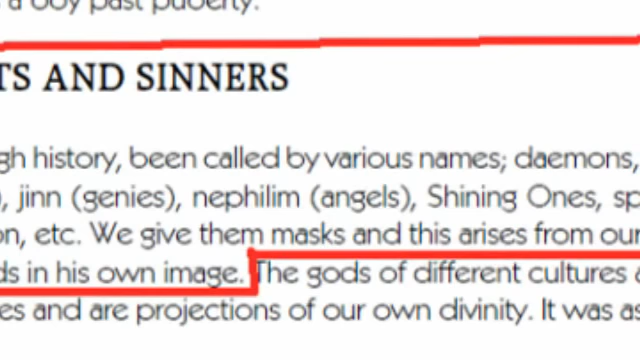 a boy past puberty.
TS AND SINNERS
gh history, been called by various names; daemons,
), jinn (genies), nephilim (angels), Shining Ones, sp
on, etc. We give them masks and this arises from our
ds in his own image. The gods of different cultures a
es and are projections of our own divinity. It was as